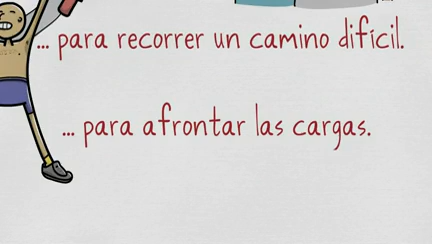 ... para recorrer un camino difícil.
... para afrontar las cargas.